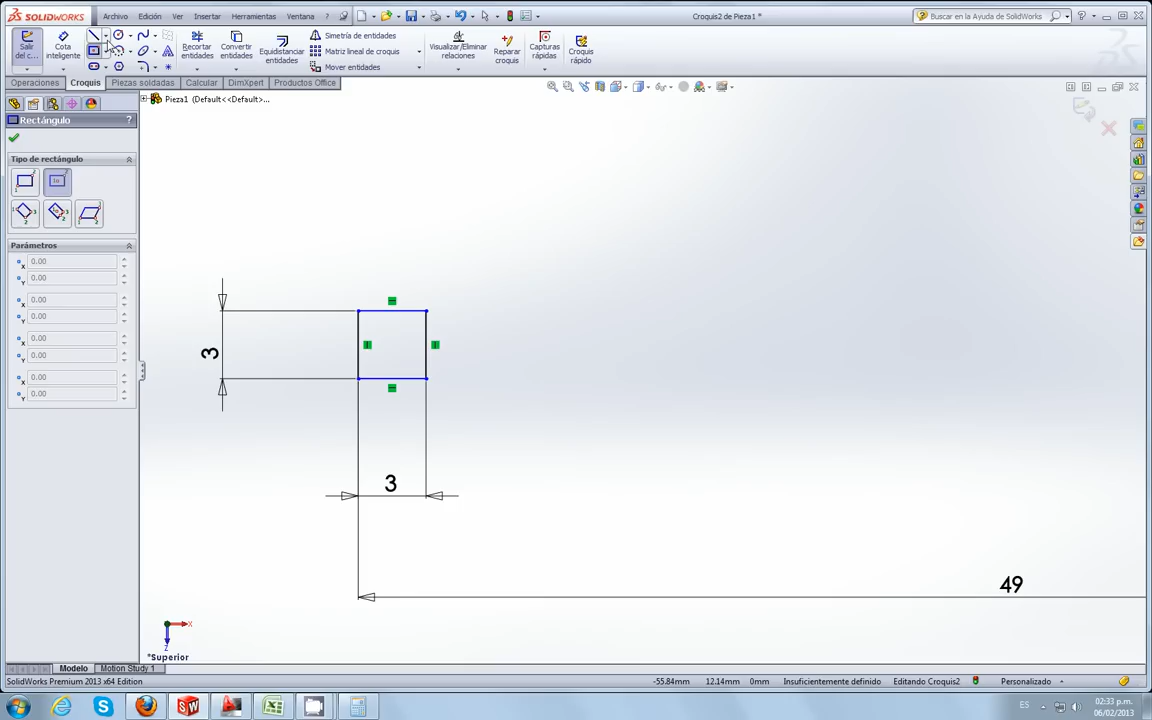 SOLIDWORKS Archivo Edición Ver Insertar Herramientas Ventana ? Croquis2 de Pieza1 * Buscar en la Ayuda de SolidWorks
Salir del c... Cota inteligente Recortar entidades Convertir entidades Equidistanciar entidades Simetría de entidades Matriz lineal de croquis Mover entidades Visualizar/Eliminar relaciones Reparar croquis Capturas rápido Croquis rápido
Operaciones Croquis Piezas soldadas Calcular DimXpert Productos Office
Pieza1 (Default<<Default>...
Rectángulo ?
Tipo de rectángulo
Parámetros
X 0.00
Y 0.00
X 0.00
Y 0.00
X 0.00
Y 0.00
X 0.00
Y 0.00
3
3
49
X
Z
*Superior
Modelo Motion Study 1
SolidWorks Premium 2013 x64 Edition -55.84mm 12.14mm 0mm Insuficientemente definido Editando Croquis2 Personalizado
ES 02:33 p.m.
06/02/2013